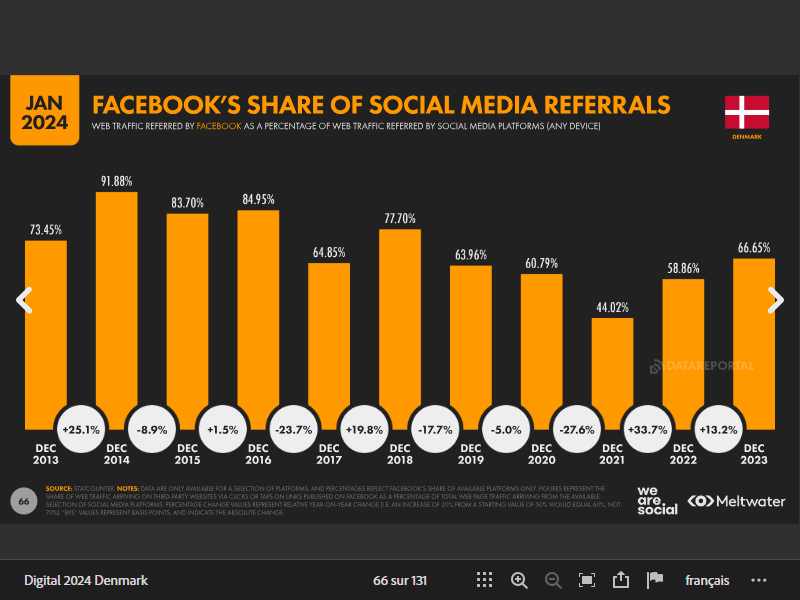 JAN
2024
FACEBOOK'S SHARE OF SOCIAL MEDIA REFERRALS
WEB TRAFFIC REFERRED BY FACEBOOK AS A PERCENTAGE OF WEB TRAFFIC REFERRED BY SOCIAL MEDIA PLATFORMS (ANY DEVICE)
DENMARK
73.45%
91.88%
83.70%
84.95%
64.85%
77.70%
63.96%
60.79%
44.02%
58.86%
66.65%
DATAREPORTAL
+25.1%
-8.9%
+1.5%
-23.7%
+19.8%
-17.7%
-5.0%
-27.6%
+33.7%
+13.2%
DEC
2013
DEC
2014
DEC
2015
DEC
2016
DEC
2017
DEC
2018
DEC
2019
DEC
2020
DEC
2021
DEC
2022
DEC
2023
66
SOURCE: STATCOUNTER. NOTES: DATA ARE ONLY AVAILABLE FOR A SELECTION OF PLATFORMS, AND PERCENTAGES REFLECT FACEBOOK'S SHARE OF AVAILABLE PLATFORMS ONLY. FIGURES REPRESENT THE
SHARE OF WEB TRAFFIC ARRIVING ON THIRD-PARTY WEBSITES VIA CLICKS OR TAPS ON LINKS PUBLISHED ON FACEBOOK AS A PERCENTAGE OF TOTAL WEB PAGE TRAFFIC ARRIVING FROM THE AVAILABLE
SELECTION OF SOCIAL MEDIA PLATFORMS. PERCENTAGE CHANGE VALUES REPRESENT RELATIVE YEAR-ON-YEAR CHANGE (I.E. AN INCREASE OF 20% FROM A STARTING VALUE OF 50% WOULD EQUAL 60%, NOT
70%). "BPS" VALUES REPRESENT BASIS POINTS, AND INDICATE THE ABSOLUTE CHANGE.
we
are.
social
Meltwater
Digital 2024 Denmark
66 sur 131
français